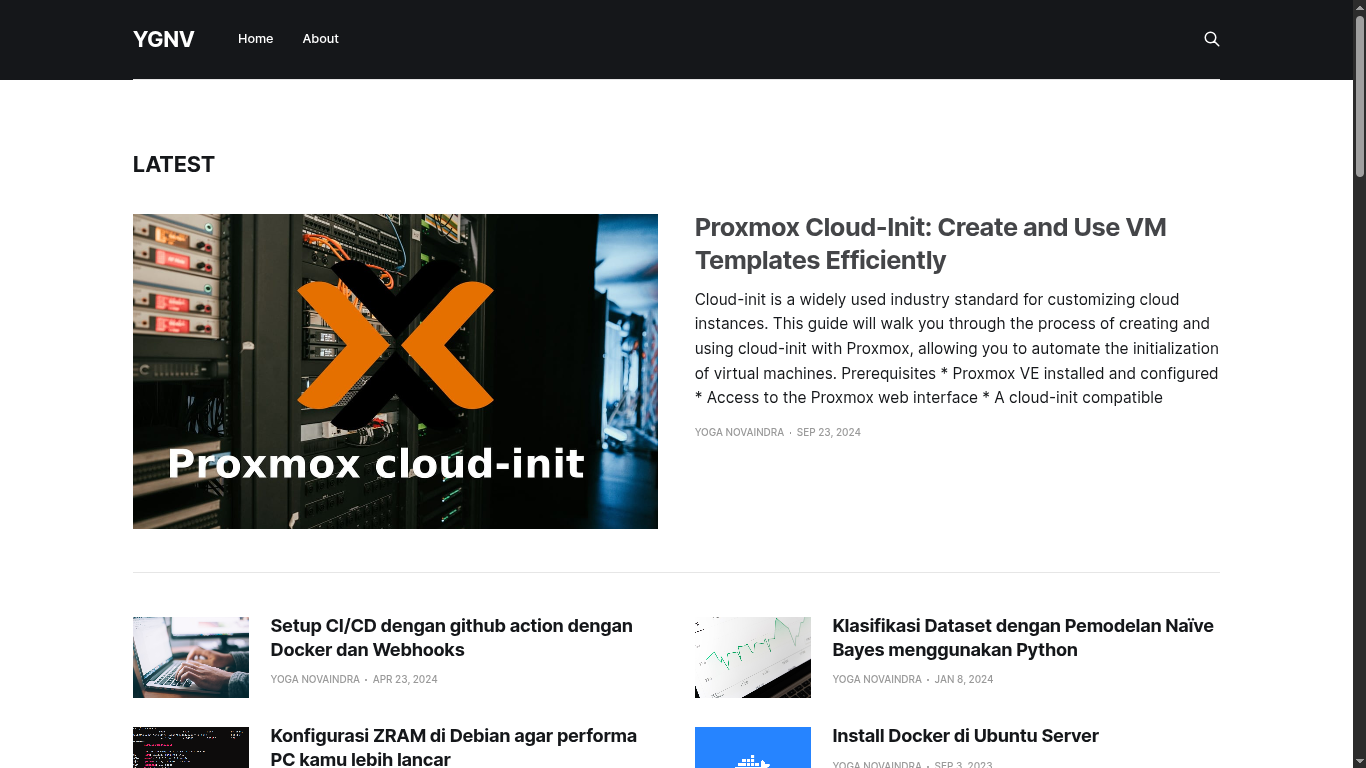 YGNV
Home
About
LATEST
Proxmox cloud-init
Proxmox Cloud-Init: Create and Use VM
Templates Efficiently
Cloud-init is a widely used industry standard for customizing cloud
instances. This guide will walk you through the process of creating and
using cloud-init with Proxmox, allowing you to automate the initialization
of virtual machines. Prerequisites * Proxmox VE installed and configured
* Access to the Proxmox web interface * A cloud-init compatible
YOGA NOVAINDRA • SEP 23, 2024
Setup CI/CD dengan github action dengan
Docker dan Webhooks
YOGA NOVAINDRA • APR 23, 2024
Klasifikasi Dataset dengan Pemodelan Naïve
Bayes menggunakan Python
YOGA NOVAINDRA • JAN 8, 2024
Konfigurasi ZRAM di Debian agar performa
PC kamu lebih lancar
Install Docker di Ubuntu Server
YOGA NOVAINDRA • SEP 3, 2023